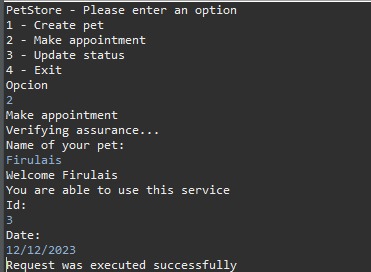 PetStore - Please enter an option
1 - Create pet
2 - Make appointment
3 - Update status
4 - Exit
Opcion
2
Make appointment
Verifying assurance...
Name of your pet:
Firulais
Welcome Firulais
You are able to use this service
Id:
3
Date:
12/12/2023
Request was executed successfully